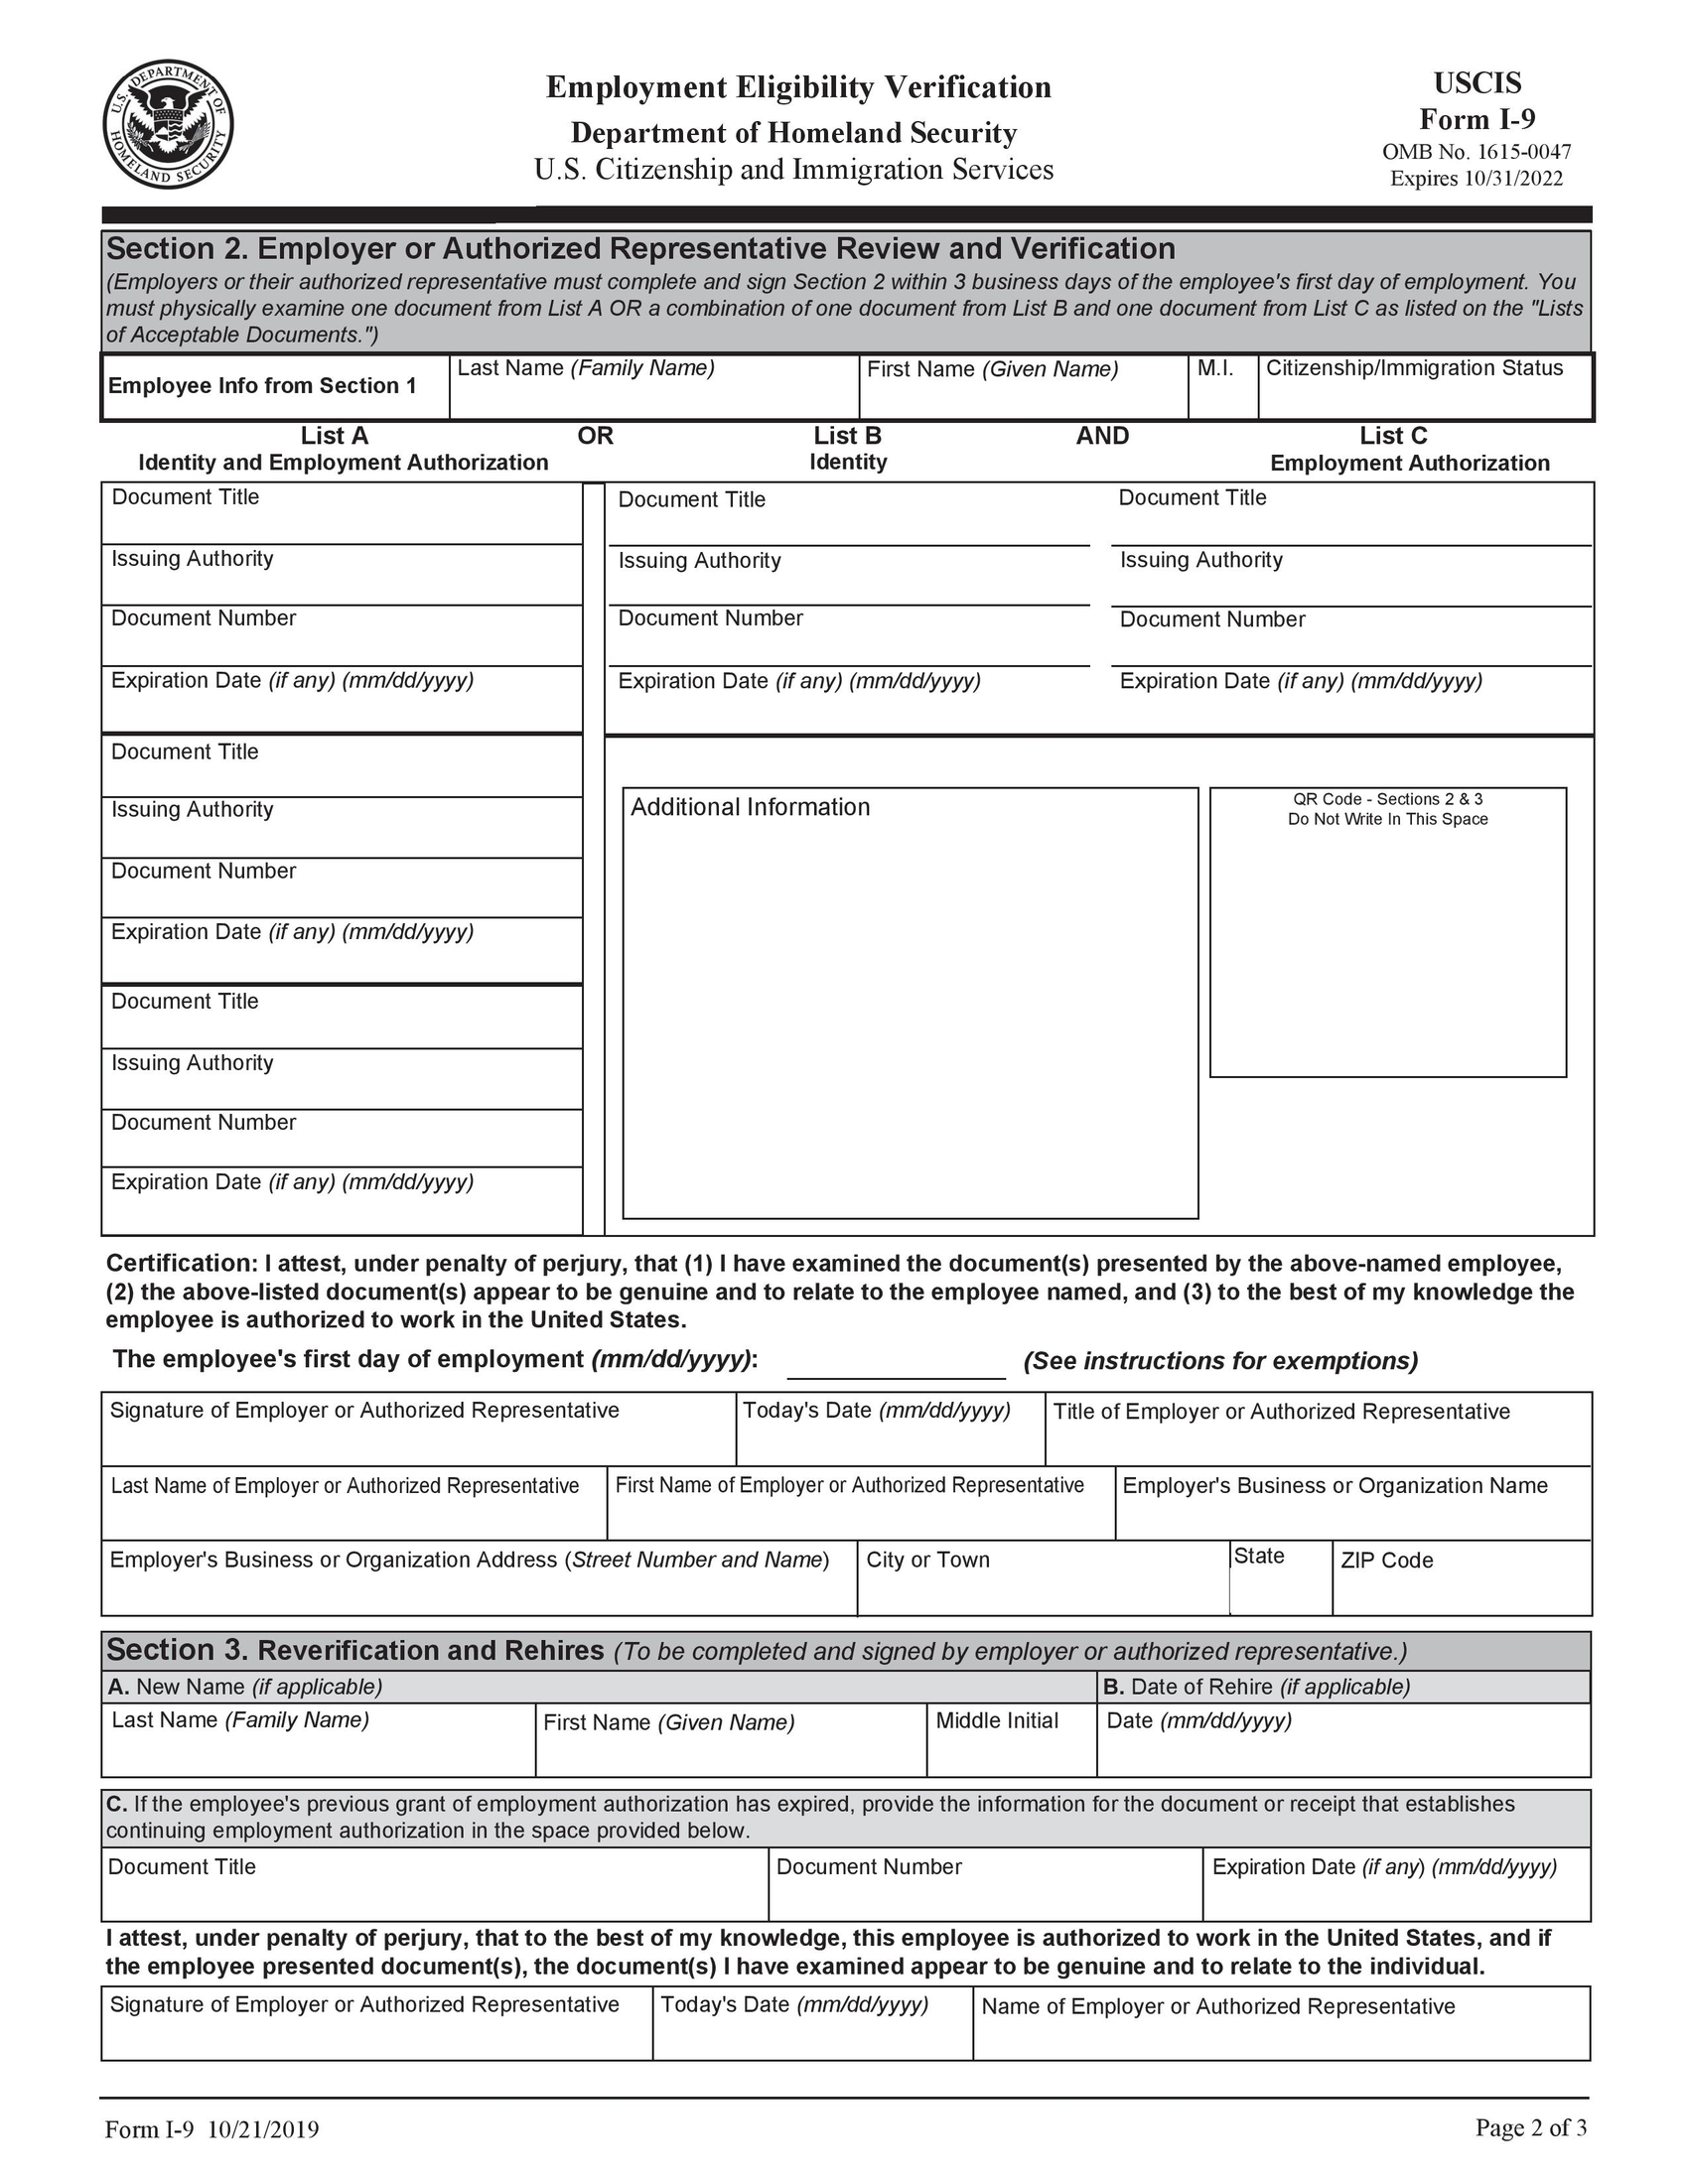 U.S. DEPARTMENT OF HOMELAND SECURITY
Employment Eligibility Verification
Department of Homeland Security
U.S. Citizenship and Immigration Services
USCIS
Form I-9
OMB No. 1615-0047
Expires 10/31/2022
Section 2. Employer or Authorized Representative Review and Verification
(Employers or their authorized representative must complete and sign Section 2 within 3 business days of the employee's first day of employment. You
must physically examine one document from List A OR a combination of one document from List B and one document from List C as listed on the "Lists
of Acceptable Documents.")
Employee Info from Section 1
Last Name (Family Name)
First Name (Given Name)
M.I.
Citizenship/Immigration Status
List A
Identity and Employment Authorization
OR
List B
Identity
AND
List C
Employment Authorization
Document Title
Issuing Authority
Document Number
Expiration Date (if any) (mm/dd/yyyy)
Document Title
Issuing Authority
Document Number
Expiration Date (if any) (mm/dd/yyyy)
Document Title
Issuing Authority
Document Number
Expiration Date (if any) (mm/dd/yyyy)
Document Title
Issuing Authority
Document Number
Expiration Date (if any) (mm/dd/yyyy)
Document Title
Issuing Authority
Document Number
Expiration Date (if any) (mm/dd/yyyy)
Additional Information
QR Code - Sections 2 & 3
Do Not Write In This Space
Certification: I attest, under penalty of perjury, that (1) I have examined the document(s) presented by the above-named employee,
(2) the above-listed document(s) appear to be genuine and to relate to the employee named, and (3) to the best of my knowledge the
employee is authorized to work in the United States.
The employee's first day of employment (mm/dd/yyyy):
(See instructions for exemptions)
Signature of Employer or Authorized Representative
Today's Date (mm/dd/yyyy)
Title of Employer or Authorized Representative
Last Name of Employer or Authorized Representative
First Name of Employer or Authorized Representative
Employer's Business or Organization Name
Employer's Business or Organization Address (Street Number and Name)
City or Town
State
ZIP Code
Section 3. Reverification and Rehires (To be completed and signed by employer or authorized representative.)
A. New Name (if applicable)
B. Date of Rehire (if applicable)
Last Name (Family Name)
First Name (Given Name)
Middle Initial
Date (mm/dd/yyyy)
C. If the employee's previous grant of employment authorization has expired, provide the information for the document or receipt that establishes
continuing employment authorization in the space provided below.
Document Title
Document Number
Expiration Date (if any) (mm/dd/yyyy)
I attest, under penalty of perjury, that to the best of my knowledge, this employee is authorized to work in the United States, and if
the employee presented document(s), the document(s) I have examined appear to be genuine and to relate to the individual.
Signature of Employer or Authorized Representative
Today's Date (mm/dd/yyyy)
Name of Employer or Authorized Representative
Form I-9 10/21/2019
Page 2 of 3